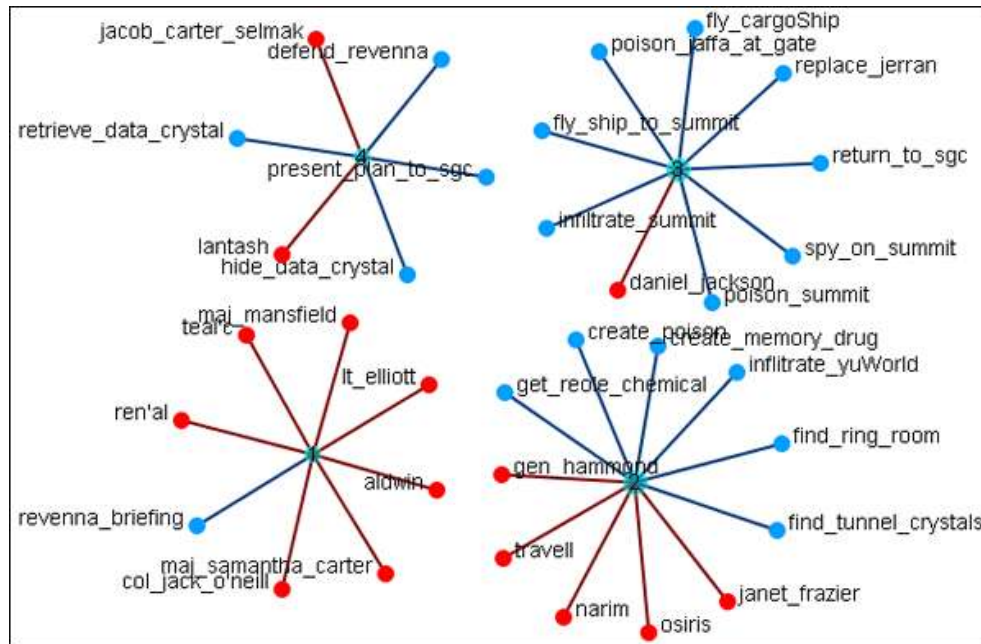 jacob_carter_selmak
defend_revenna
retrieve_data_crystal
4
present_plan_to_sgc
lantash
hide_data_crystal
fly_cargoShip
poison_jaffa_at_gate
replace_jerran
fly_ship_to_summit
return_to_sgc
3
infiltrate_summit
spy_on_summit
daniel_jackson
poison_summit
maj_mansfield
tearc
lt_elliott
ren'al
1
aldwin
revenna_briefing
maj_samantha_carter
col_jack_o'neill
create_poison
create_memory_drug
inflitrate_yuWorld
get_reole_chemical
find_ring_room
gen_hammond
2
find_tunnel_crystals
travell
janet_frazier
narim
osiris